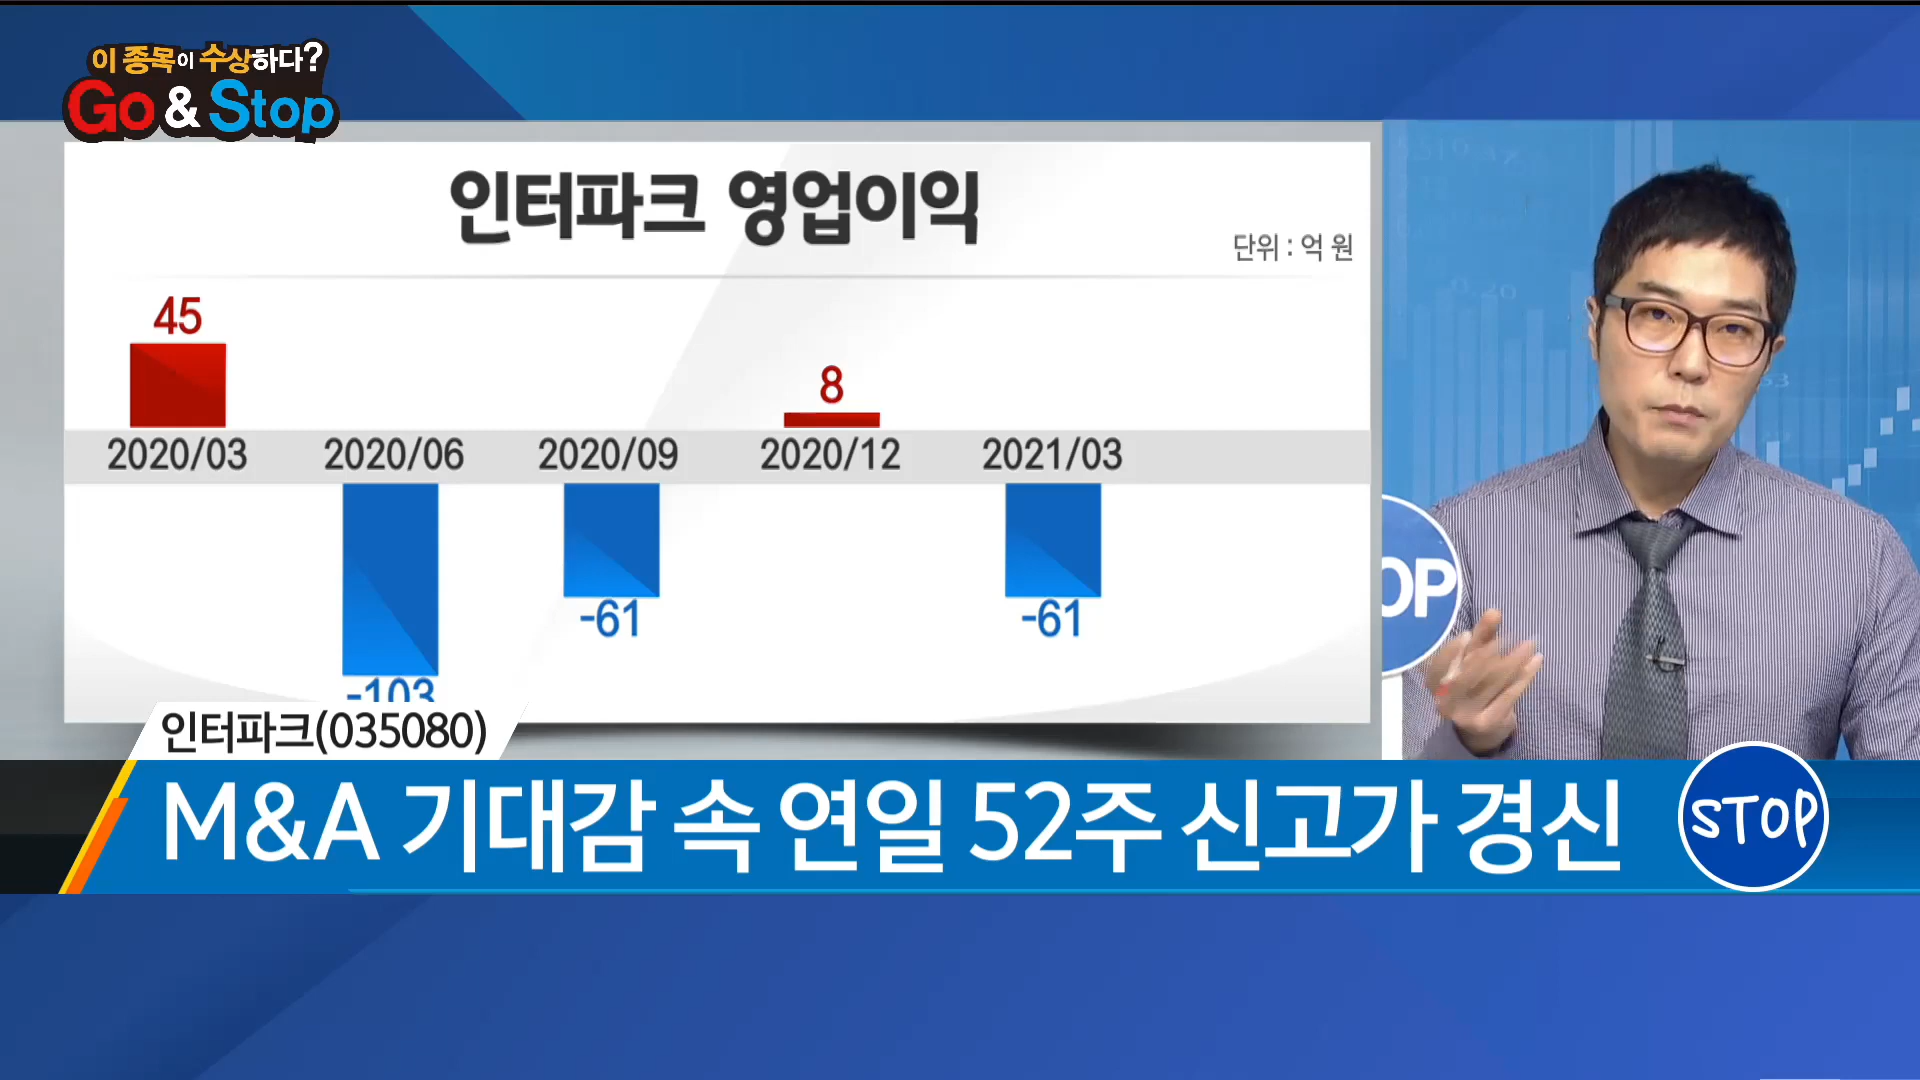 이 종목이 수상하다?
Go & Stop
인터파크 영업이익
단위 : 억 원
45
8
2020/03 2020/06 2020/09 2020/12 2021/03
-61 -61
-103
OP
인터파크(035080)
M&A 기대감 속 연일 52주 신고가 경신
STOP